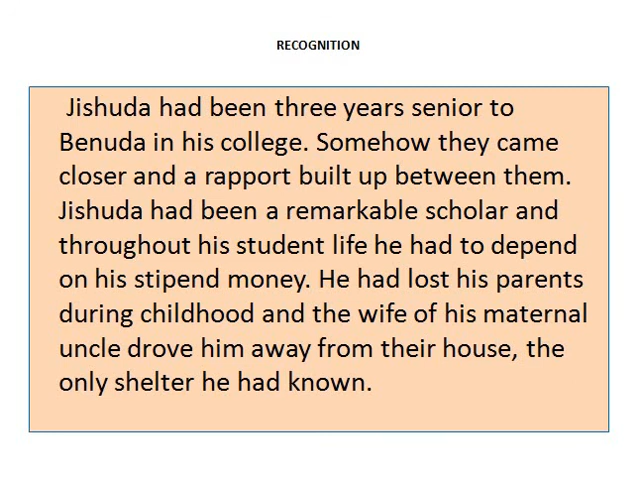 RECOGNITION
Jishuda had been three years senior to
Benuda in his college. Somehow they came
closer and a rapport built up between them.
Jishuda had been a remarkable scholar and
throughout his student life he had to depend
on his stipend money. He had lost his parents
during childhood and the wife of his maternal
uncle drove him away from their house, the
only shelter he had known.